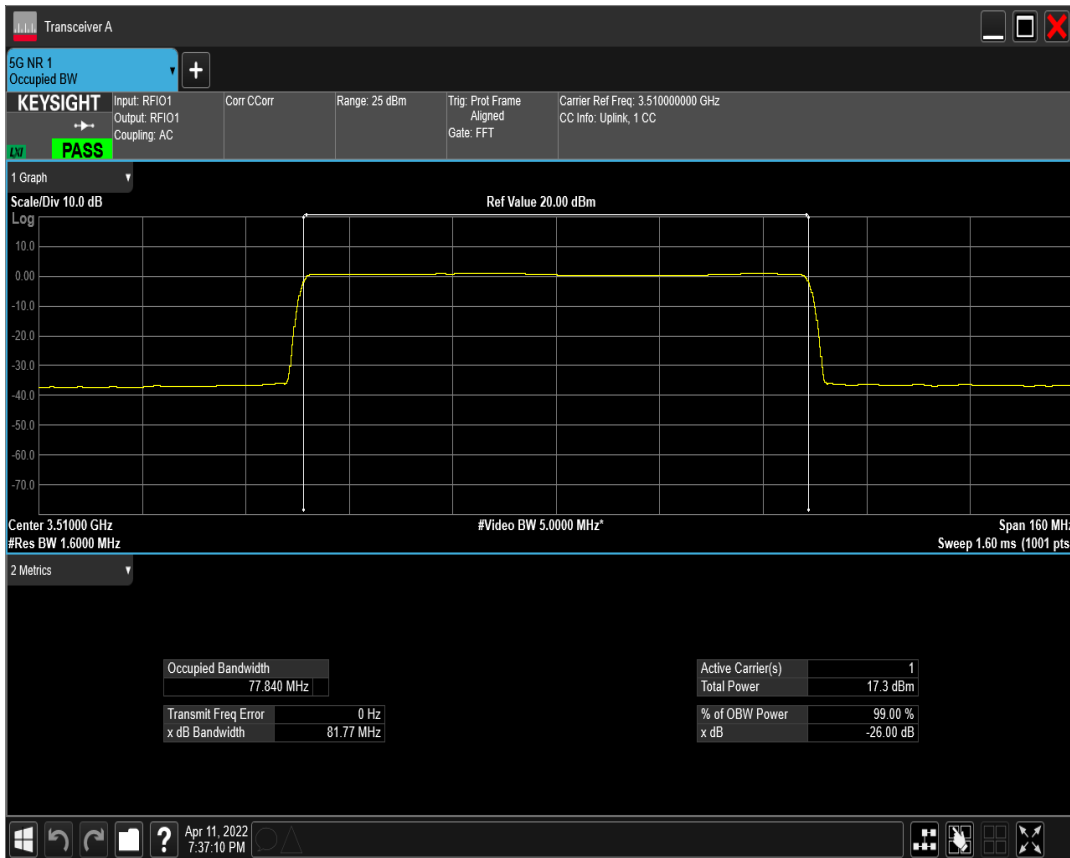 Transceiver A
5G NR 1
Occupied BW
+
KEYSIGHT
LXI
PASS
Input: RFIO1
Output: RFIO1
Coupling: AC
Corr CCorr
Range: 25 dBm
Trig: Prot Frame
Aligned
Gate: FFT
Carrier Ref Freq: 3.510000000 GHz
CC Info: Uplink, 1 CC
1 Graph
Scale/Div 10.0 dB
Ref Value 20.00 dBm
Log
10.0
0.00
-10.0
-20.0
-30.0
-40.0
-50.0
-60.0
-70.0
Center 3.51000 GHz
#Video BW 5.0000 MHz*
Span 160 MHz
#Res BW 1.6000 MHz
Sweep 1.60 ms (1001 pts
2 Metrics
Occupied Bandwidth
77.840 MHz
Transmit Freq Error 0 Hz
x dB Bandwidth 81.77 MHz
Active Carrier(s) 1
Total Power 17.3 dBm
% of OBW Power 99.00 %
x dB -26.00 dB
?
Apr 11, 2022
7:37:10 PM